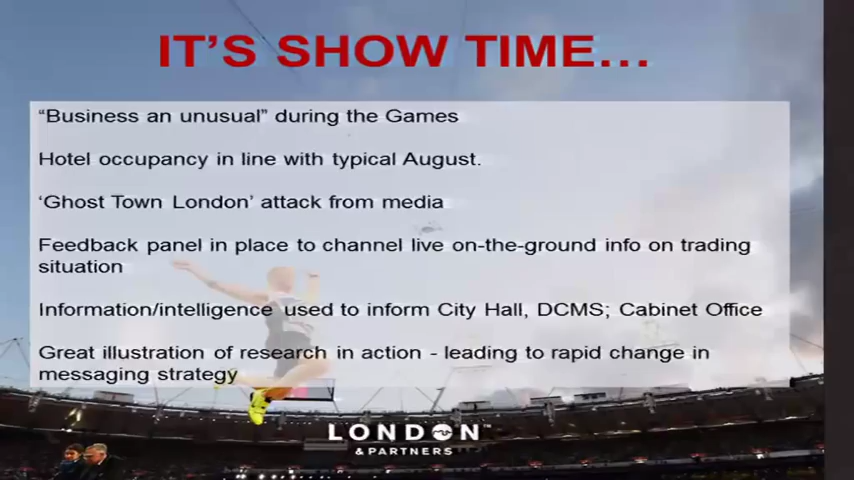 IT'S SHOW TIME...
“Business an unusual” during the Games
Hotel occupancy in line with typical August.
‘Ghost Town London’ attack from media
Feedback panel in place to channel live on-the-ground info on trading
situation
Information/intelligence used to inform City Hall, DCMS; Cabinet Office
Great illustration of research in action - leading to rapid change in
messaging strategy
LONDON™
& PARTNERS